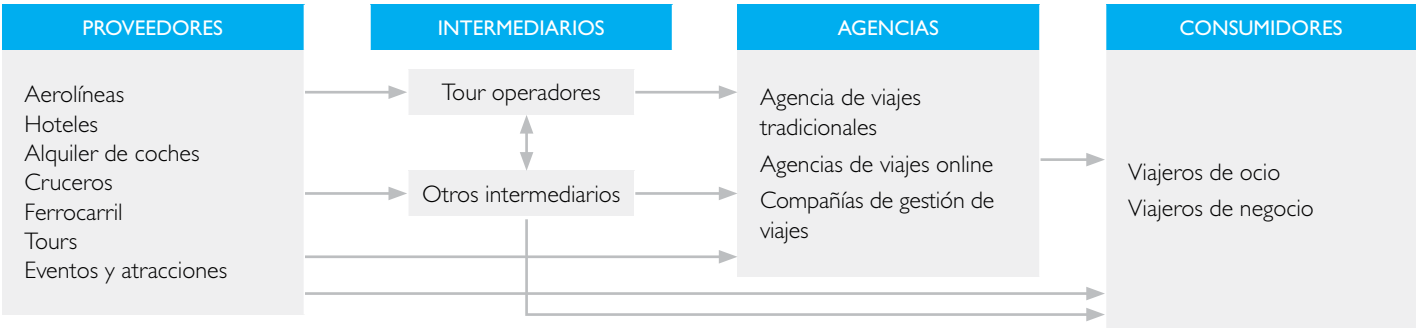 PROVEEDORES
Aerolíneas
Hoteles
Alquiler de coches
Cruceros
Ferrocarril
Tours
Eventos y atracciones
INTERMEDIARIOS
Tour operadores
Otros intermediarios
AGENCIAS
Agencia de viajes
tradicionales
Agencias de viajes online
Compañías de gestión de
viajes
CONSUMIDORES
Viajeros de ocio
Viajeros de negocio